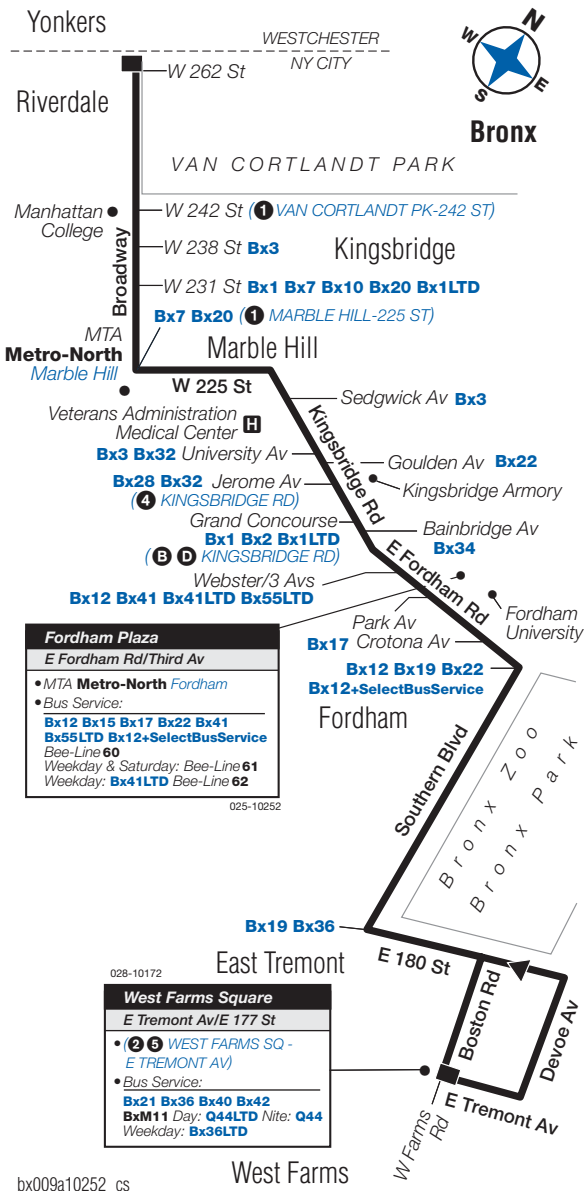 Yonkers
WESTCHESTER
NY CITY
N
W
E
S
Bronx
W 262 St
Riverdale
VAN CORTLANDT PARK
Manhattan
College
W 242 St (1 VAN CORTLANDT PK-242 ST)
Broadway
W 238 St Bx3
Kingsbridge
W 231 St Bx1 Bx7 Bx10 Bx20 Bx1LTD
Bx7 Bx20 (1 MARBLE HILL-225 ST)
MTA
Metro-North
Marble Hill
Marble Hill
W 225 St
Sedgwick Av Bx3
Veterans Administration
Medical Center H
Kingsbridge Rd
Bx3 Bx32 University Av
Goulden Av Bx22
Bx28 Bx32 Jerome Av
(4 KINGSBRIDGE RD)
Kingsbridge Armory
Grand Concourse
Bx1 Bx2 Bx1LTD
(B D KINGSBRIDGE RD)
Bainbridge Av
Bx34
E Fordham Rd
Webster/3 Avs
Bx12 Bx41 Bx41LTD Bx55LTD
Fordham
University
Park Av
Bx17 Crotona Av
Bx12 Bx19 Bx22
Bx12+SelectBusService
Fordham
Fordham Plaza
E Fordham Rd/Third Av
• MTA Metro-North Fordham
• Bus Service:
Bx12 Bx15 Bx17 Bx22 Bx41
Bx55LTD Bx12+SelectBusService
Bee-Line 60
Weekday & Saturday: Bee-Line 61
Weekday: Bx41LTD Bee-Line 62
025-10252
Southern Blvd
Bronx Zoo
Bronx Park
Bx19 Bx36
East Tremont
E 180 St
028-10172
West Farms Square
E Tremont Av/E 177 St
• (2 5 WEST FARMS SQ -
E TREMONT AV)
• Bus Service:
Bx21 Bx36 Bx40 Bx42
BxM11 Day: Q44LTD Nite: Q44
Weekday: Bx36LTD
Boston Rd
Devoe Av
E Tremont Av
W Farms
Rd
West Farms
bx009a10252_cs